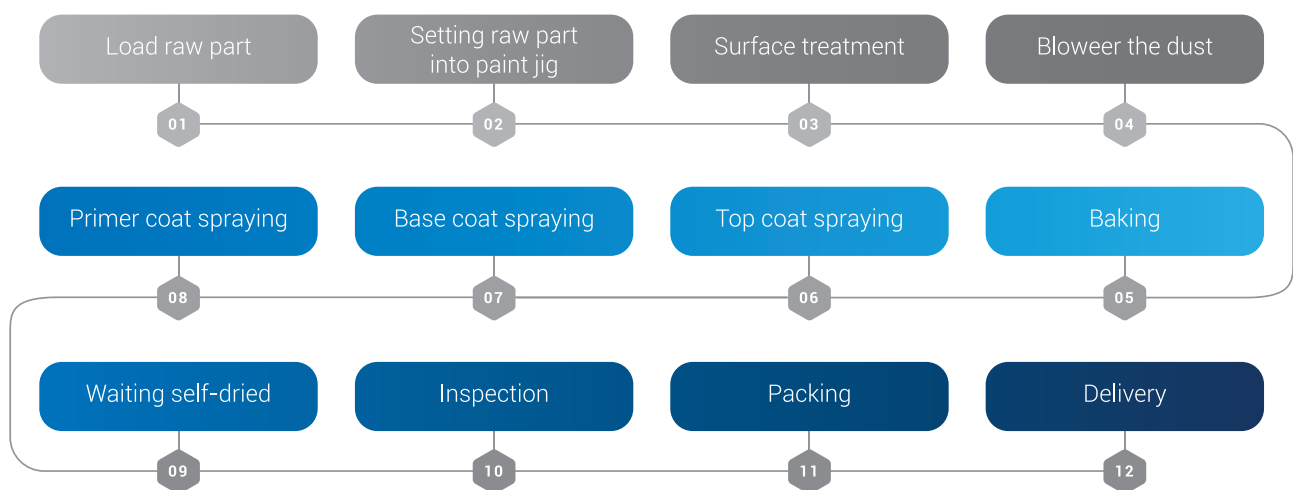 Load raw part
Setting raw part
into paint jig
Surface treatment
Bloweer the dust
01
02
03
04
Primer coat spraying
Base coat spraying
Top coat spraying
Baking
08
07
06
05
Waiting self-dried
Inspection
Packing
Delivery
09
10
11
12